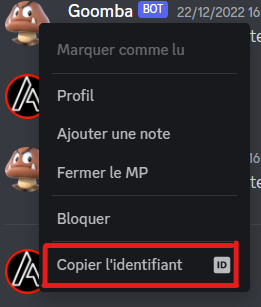 Goomba BOT 22/12/2022 16
Marquer comme lu
Profil
Ajouter une note
Fermer le MP
Bloquer
Copier l'identifiant ID